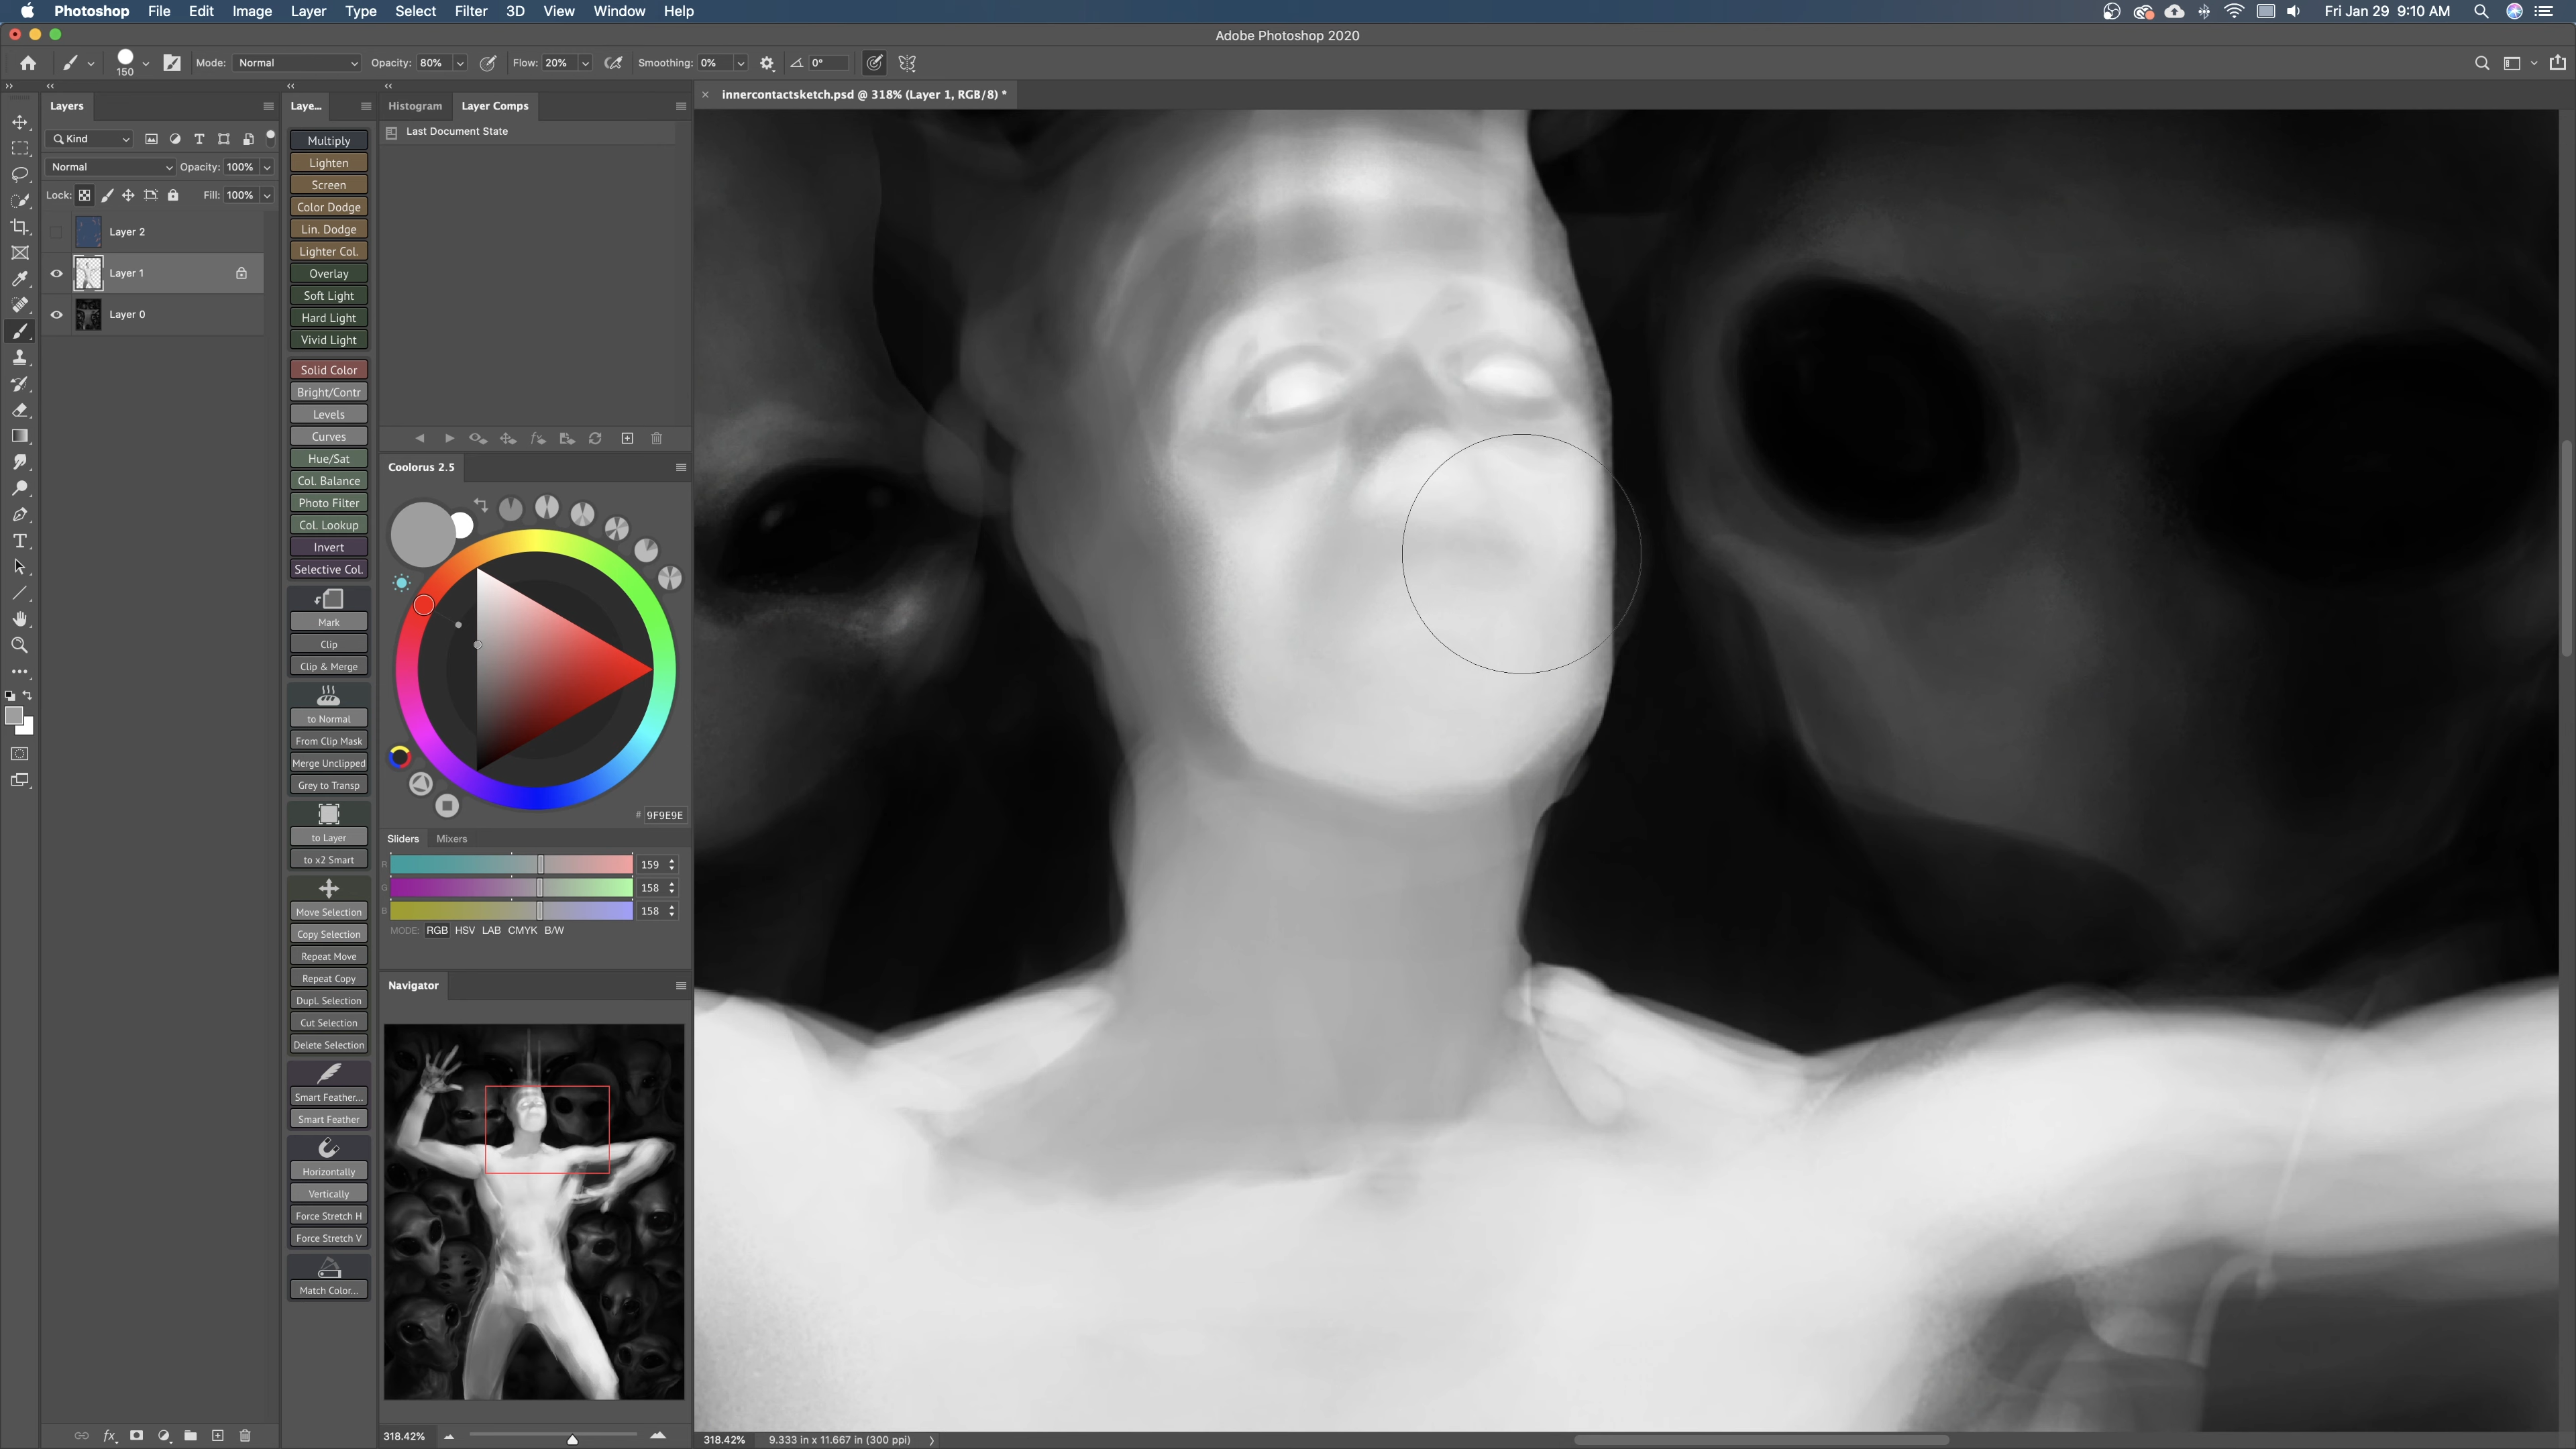 Photoshop File Edit Image Layer Type Select Filter 3D View Window Help Fri Jan 29 9:10 AM
Adobe Photoshop 2020
150 Mode: Normal Opacity: 80% Flow: 20% Smoothing: 0% 0°
Layers
Kind
Normal Opacity: 100%
Lock: Fill: 100%
Layer 2
Layer 1
Layer 0
Laye...
Multiply
Lighten
Screen
Color Dodge
Lin. Dodge
Lighter Col.
Overlay
Soft Light
Hard Light
Vivid Light
Solid Color
Bright/Contr
Levels
Curves
Hue/Sat
Col. Balance
Photo Filter
Col. Lookup
Invert
Selective Col.
Mark
Clip
Clip & Merge
to Normal
From Clip Mask
Merge Unclipped
Grey to Transp
to Layer
to x2 Smart
Move Selection
Copy Selection
Repeat Move
Repeat Copy
Dupl. Selection
Cut Selection
Delete Selection
Smart Feather...
Smart Feather
Horizontally
Vertically
Force Stretch H
Force Stretch V
Match Color...
Histogram Layer Comps
Last Document State
Coolorus 2.5
# 9F9E9E
Sliders Mixers
R 159
G 158
B 158
MODE: RGB HSV LAB CMYK B/W
Navigator
318.42%
innercontactsketch.psd @ 318% (Layer 1, RGB/8) *
318.42% 9.333 in x 11.667 in (300 ppi)